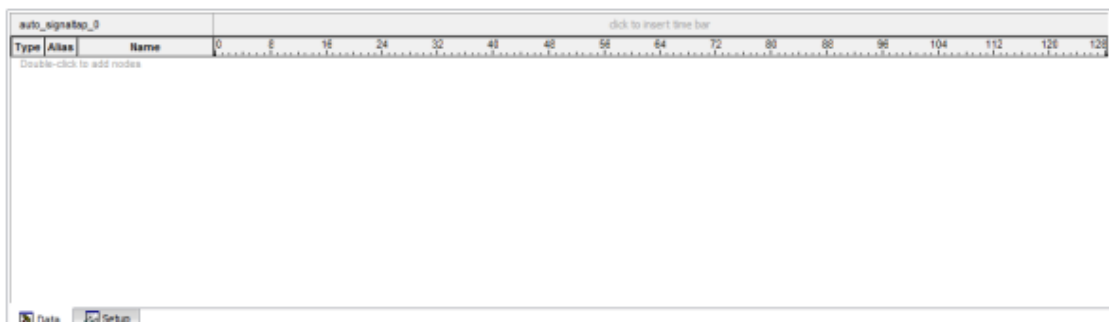 auto_signaltap_0 click to insert time bar
Type Alias Name 0 8 16 24 32 40 48 56 64 72 80 88 96 104 112 120 128
Double-click to add nodes
Data Setup